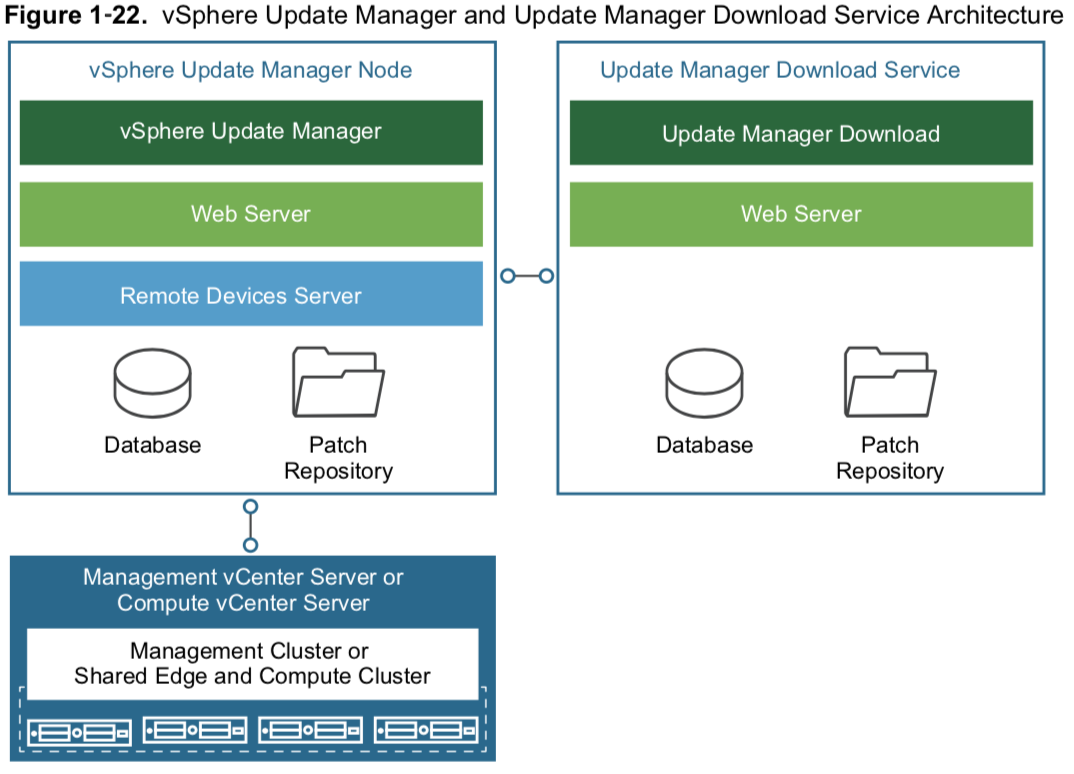 Figure 1-22. vSphere Update Manager and Update Manager Download Service Architecture
vSphere Update Manager Node
vSphere Update Manager
Web Server
Remote Devices Server
Database
Patch
Repository
Update Manager Download Service
Update Manager Download
Web Server
Database
Patch
Repository
Management vCenter Server or
Compute vCenter Server
Management Cluster or
Shared Edge and Compute Cluster